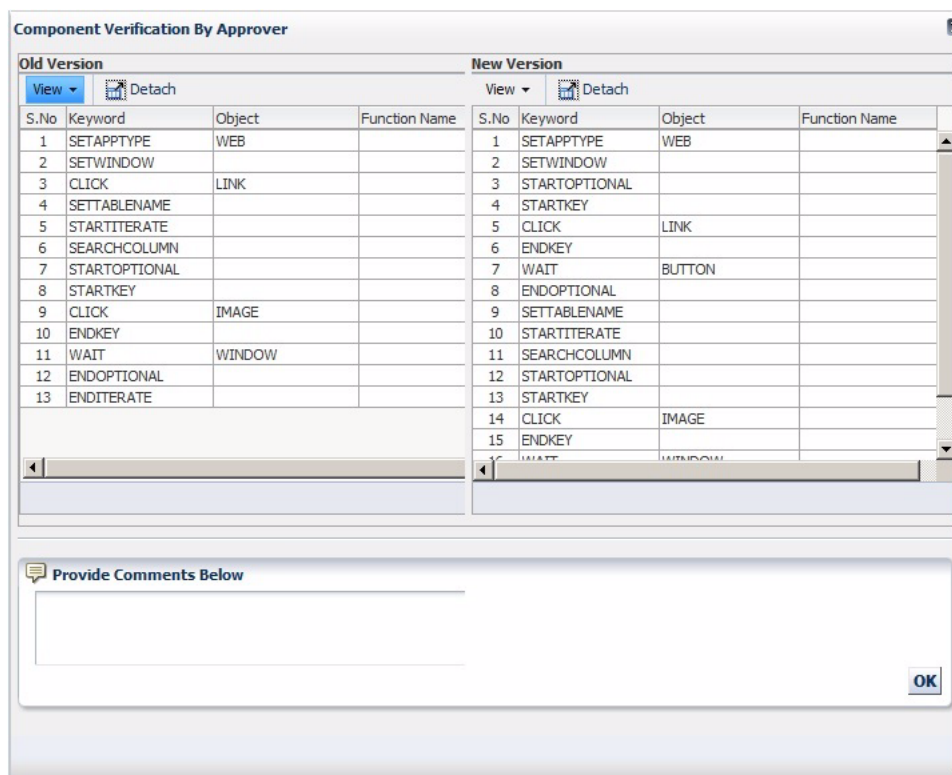 Component Verification By Approver
Old Version
View Detach
S.No Keyword Object Function Name
1 SETAPPTYPE WEB
2 SETWINDOW
3 CLICK LINK
4 SETTABLENAME
5 STARTITERATE
6 SEARCHCOLUMN
7 STARTOPTIONAL
8 STARTKEY
9 CLICK IMAGE
10 ENDKEY
11 WAIT WINDOW
12 ENDOPTIONAL
13 ENDITERATE
New Version
View Detach
S.No Keyword Object Function Name
1 SETAPPTYPE WEB
2 SETWINDOW
3 STARTOPTIONAL
4 STARTKEY
5 CLICK LINK
6 ENDKEY
7 WAIT BUTTON
8 ENDOPTIONAL
9 SETTABLENAME
10 STARTITERATE
11 SEARCHCOLUMN
12 STARTOPTIONAL
13 STARTKEY
14 CLICK IMAGE
15 ENDKEY
16 WAIT WINDOW
Provide Comments Below
OK